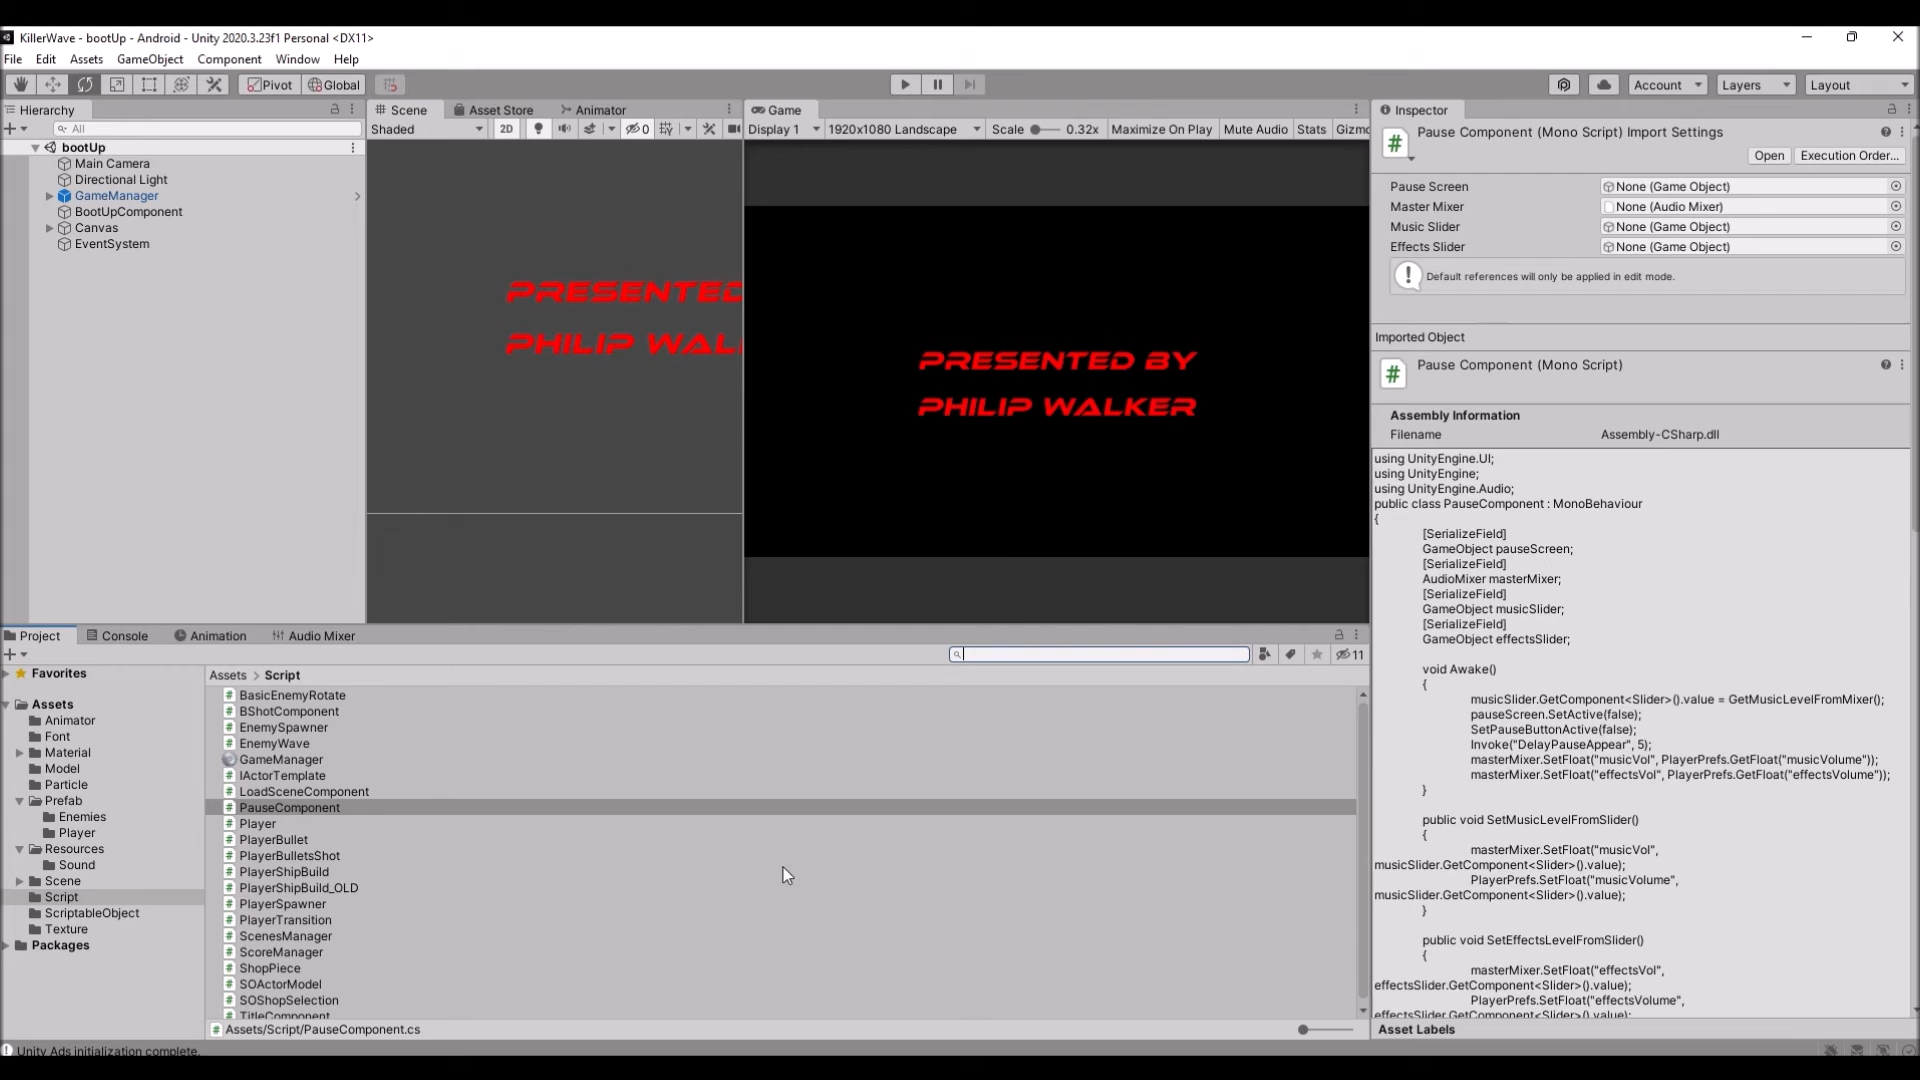 KillerWave - bootUp - Android - Unity 2020.3.23f1 Personal <DX11>
File Edit Assets GameObject Component Window Help
Pivot Global Account Layers Layout
Hierarchy
All
bootUp
Main Camera
Directional Light
GameManager
BootUpComponent
Canvas
EventSystem
Scene Asset Store Animator
Shaded 2D 0
PRESENTED
PHILIP WAL
Game
Display 1 1920x1080 Landscape Scale 0.32x Maximize On Play Mute Audio Stats Gizmo
PRESENTED BY
PHILIP WALKER
Inspector
Pause Component (Mono Script) Import Settings
Open Execution Order...
Pause Screen None (Game Object)
Master Mixer None (Audio Mixer)
Music Slider None (Game Object)
Effects Slider None (Game Object)
Default references will only be applied in edit mode.
Imported Object
Pause Component (Mono Script)
Assembly Information
Filename Assembly-CSharp.dll
using UnityEngine.UI;
using UnityEngine;
using UnityEngine.Audio;
public class PauseComponent : MonoBehaviour
{
[SerializeField]
GameObject pauseScreen;
[SerializeField]
AudioMixer masterMixer;
[SerializeField]
GameObject musicSlider;
[SerializeField]
GameObject effectsSlider;
void Awake()
{
musicSlider.GetComponent<Slider>().value = GetMusicLevelFromMixer();
pauseScreen.SetActive(false);
SetPauseButtonActive(false);
Invoke("DelayPauseAppear", 5);
masterMixer.SetFloat("musicVol", PlayerPrefs.GetFloat("musicVolume"));
masterMixer.SetFloat("effectsVol", PlayerPrefs.GetFloat("effectsVolume"));
}
public void SetMusicLevelFromSlider()
{
masterMixer.SetFloat("musicVol",
musicSlider.GetComponent<Slider>().value);
PlayerPrefs.SetFloat("musicVolume",
musicSlider.GetComponent<Slider>().value);
}
public void SetEffectsLevelFromSlider()
{
masterMixer.SetFloat("effectsVol",
effectsSlider.GetComponent<Slider>().value);
PlayerPrefs.SetFloat("effectsVolume",
effectsSlider.GetComponent<Slider>().value);
Asset Labels
Project Console Animation Audio Mixer
11
Favorites
Assets
Animator
Font
Material
Model
Particle
Prefab
Enemies
Player
Resources
Sound
Scene
Script
ScriptableObject
Texture
Packages
Assets > Script
BasicEnemyRotate
BShotComponent
EnemySpawner
EnemyWave
GameManager
IActorTemplate
LoadSceneComponent
PauseComponent
Player
PlayerBullet
PlayerBulletsShot
PlayerShipBuild
PlayerShipBuild_OLD
PlayerSpawner
PlayerTransition
ScenesManager
ScoreManager
ShopPiece
SOActorModel
SOShopSelection
TitleComponent
Assets/Script/PauseComponent.cs
Unity Ads initialization complete.